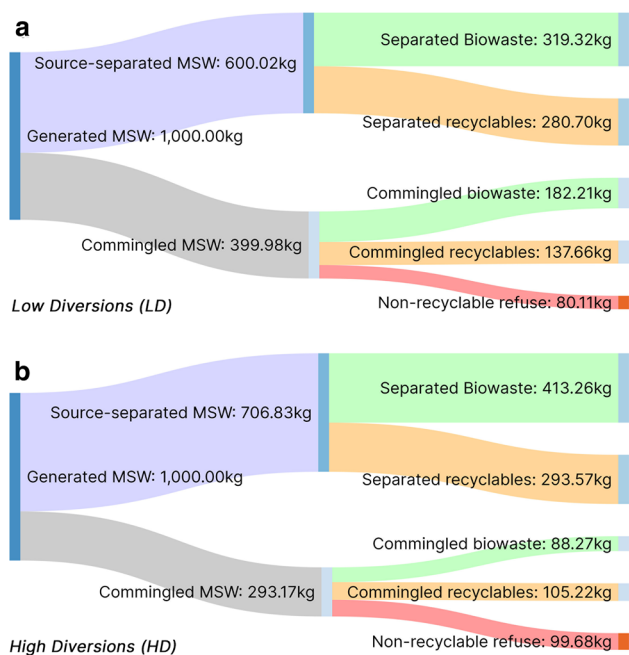 a
Separated Biowaste: 319.32kg
Source-separated MSW: 600.02kg
Separated recyclables: 280.70kg
Generated MSW: 1,000.00kg
Commingled biowaste: 182.21kg
Commingled MSW: 399.98kg
Commingled recyclables: 137.66kg
Non-recyclable refuse: 80.11kg
Low Diversions (LD)
b
Separated Biowaste: 413.26kg
Source-separated MSW: 706.83kg
Generated MSW: 1,000.00kg
Separated recyclables: 293.57kg
Commingled biowaste: 88.27kg
Commingled MSW: 293.17kg
Commingled recyclables: 105.22kg
Non-recyclable refuse: 99.68kg
High Diversions (HD)